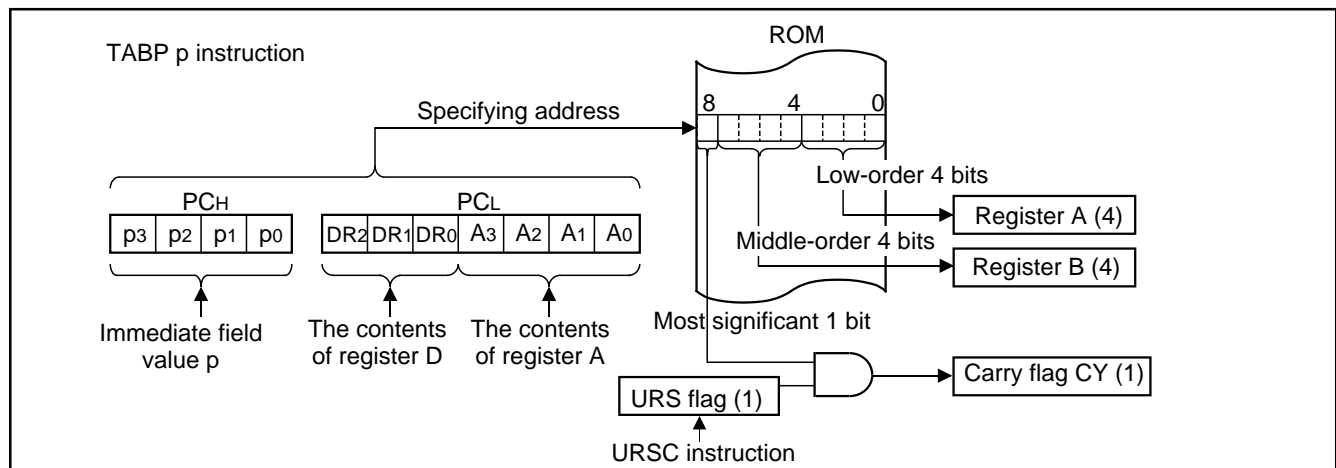 TABP p instruction
ROM
8 4 0
Specifying address
Low-order 4 bits
PCH PCL
p3 p2 p1 p0 DR2 DR1 DR0 A3 A2 A1 A0
Register A (4)
Middle-order 4 bits
Register B (4)
Immediate field
value p
The contents
of register D
The contents
of register A
Most significant 1 bit
URS flag (1)
Carry flag CY (1)
URSC instruction